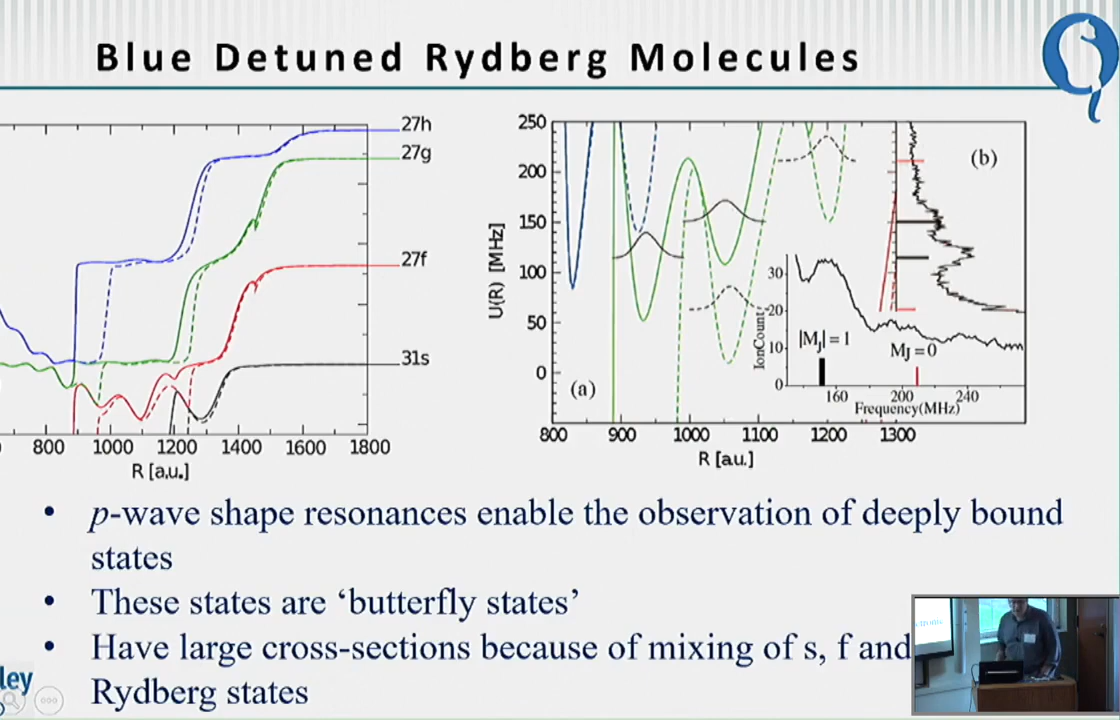 Blue Detuned Rydberg Molecules
27h
27g
27f
31s
800 1000 1200 1400 1600 1800
R [a.u.]
250
200
150
100
50
0
U(R) [MHz]
800 900 1000 1100 1200 1300
R [au.]
(a)
(b)
30
20
10
0
IonCount
|MJ|=1
MJ=0
160 200 240
Frequency(MHz)
• p-wave shape resonances enable the observation of deeply bound
states
• These states are ‘butterfly states’
• Have large cross-sections because of mixing of s, f and
Rydberg states
ley